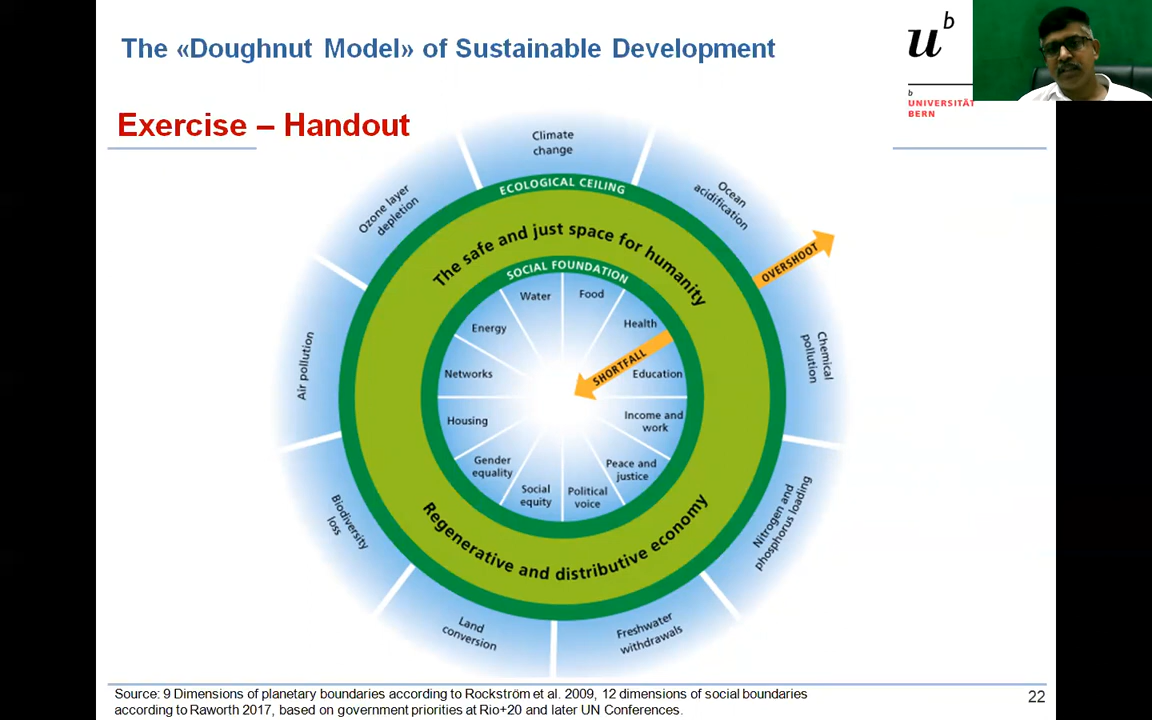 The «Doughnut Model» of Sustainable Development
u
b
b
UNIVERSITÄT
BERN
Exercise – Handout
Climate
change
Ozone layer
depletion
Ocean
acidification
ECOLOGICAL CEILING
The safe and just space for humanity
OVERSHOOT
SOCIAL FOUNDATION
Water
Food
Energy
Health
SHORTFALL
Air pollution
Chemical
pollution
Networks
Education
Housing
Income and
work
Gender
equality
Peace and
justice
Social
equity
Political
voice
Biodiversity
loss
Nitrogen and
phosphorus loading
Regenerative and distributive economy
Land
conversion
Freshwater
withdrawals
Source: 9 Dimensions of planetary boundaries according to Rockström et al. 2009, 12 dimensions of social boundaries
according to Raworth 2017, based on government priorities at Rio+20 and later UN Conferences.
22